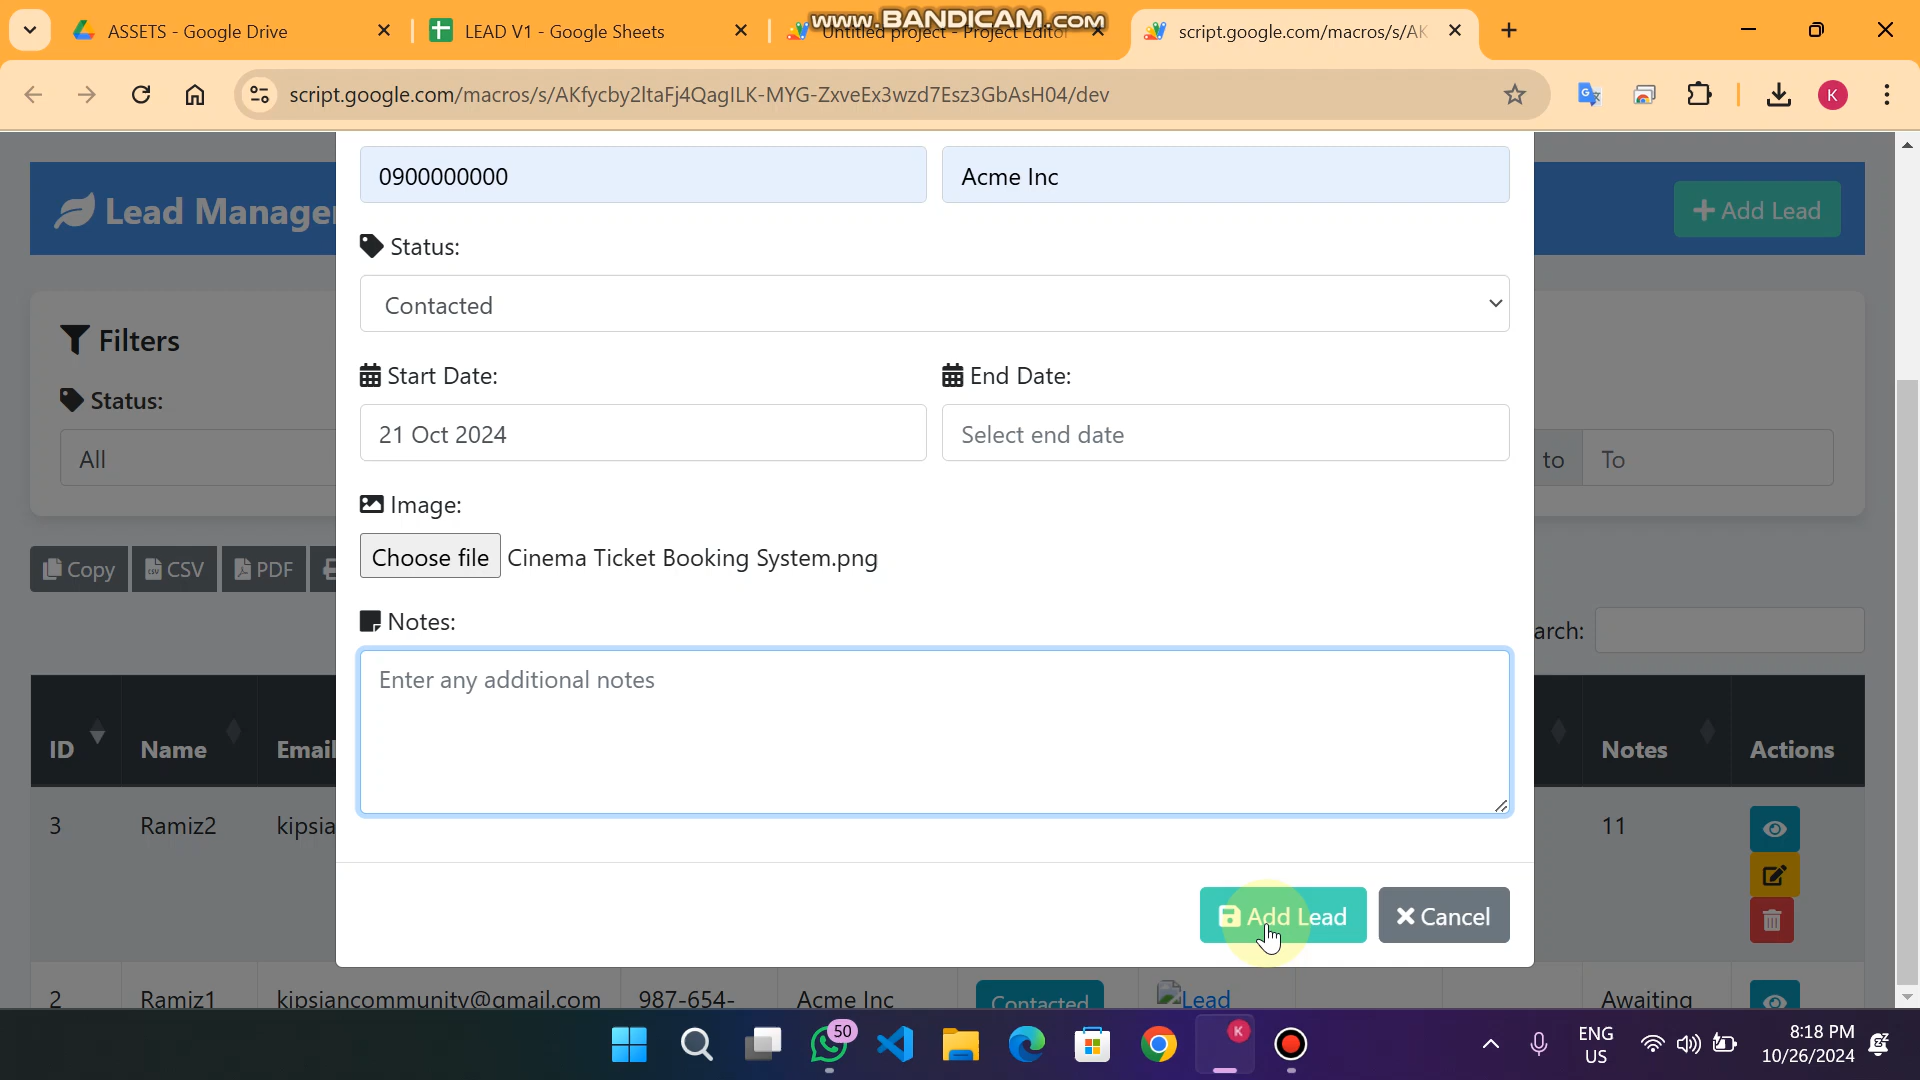 ASSETS - Google Drive
LEAD V1 - Google Sheets
Untitled project - Project Editor
script.google.com/macros/s/AK
www.BANDICAM.com
script.google.com/macros/s/AKfycby2ItaFj4QagILK-MYG-ZxveEx3wzd7Esz3GbAsH04/dev
K
0900000000
Acme Inc
Lead Manage
Add Lead
Status:
Contacted
Filters
Status:
All
Start Date:
End Date:
21 Oct 2024
Select end date
to
To
Image:
Choose file Cinema Ticket Booking System.png
Copy
CSV
PDF
Notes:
arch:
Enter any additional notes
ID
Name
Email
Notes
Actions
3
Ramiz2
kipsia
11
Add Lead
Cancel
2
Ramiz1
kipsiancommunity@gmail.com
987-654-
Acme Inc
Contacted
Lead
Awaiting
50
K
ENG
US
8:18 PM
10/26/2024